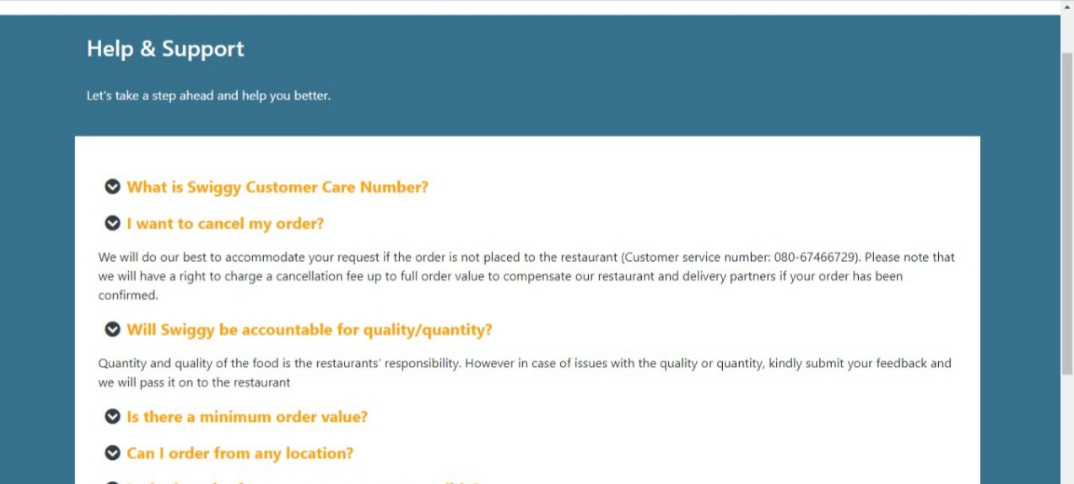 Help & Support
Let's take a step ahead and help you better.
What is Swiggy Customer Care Number?
I want to cancel my order?
We will do our best to accommodate your request if the order is not placed to the restaurant (Customer service number: 080-67466729). Please note that
we will have a right to charge a cancellation fee up to full order value to compensate our restaurant and delivery partners if your order has been
confirmed.
Will Swiggy be accountable for quality/quantity?
Quantity and quality of the food is the restaurants' responsibility. However in case of issues with the quality or quantity, kindly submit your feedback and
we will pass it on to the restaurant
Is there a minimum order value?
Can I order from any location?